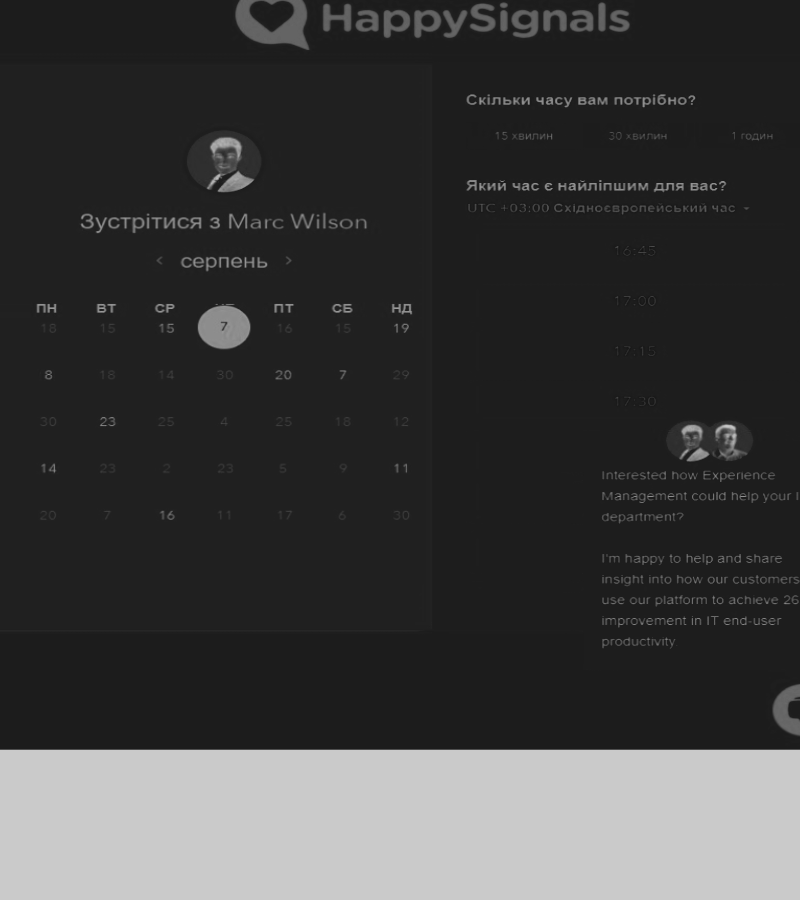 HappySignals
Зустрітися з Marc Wilson
серпень
ПН ВТ СР ПТ СБ НД
18 15 15 7 16 15 19
8 18 14 30 20 7 29
30 23 25 4 25 18 12
14 23 2 23 5 9 11
20 7 16 11 17 6 30
Скільки часу вам потрібно?
15 хвилин 30 хвилин 1 годин
Який час є найліпшим для вас?
UTC +03:00 Східноєвропейський час
16:45
17:00
17:15
17:30
Interested how Experience
Management could help your
department?
I'm happy to help and share
insight into how our customers
use our platform to achieve 26
improvement in IT end-user
productivity